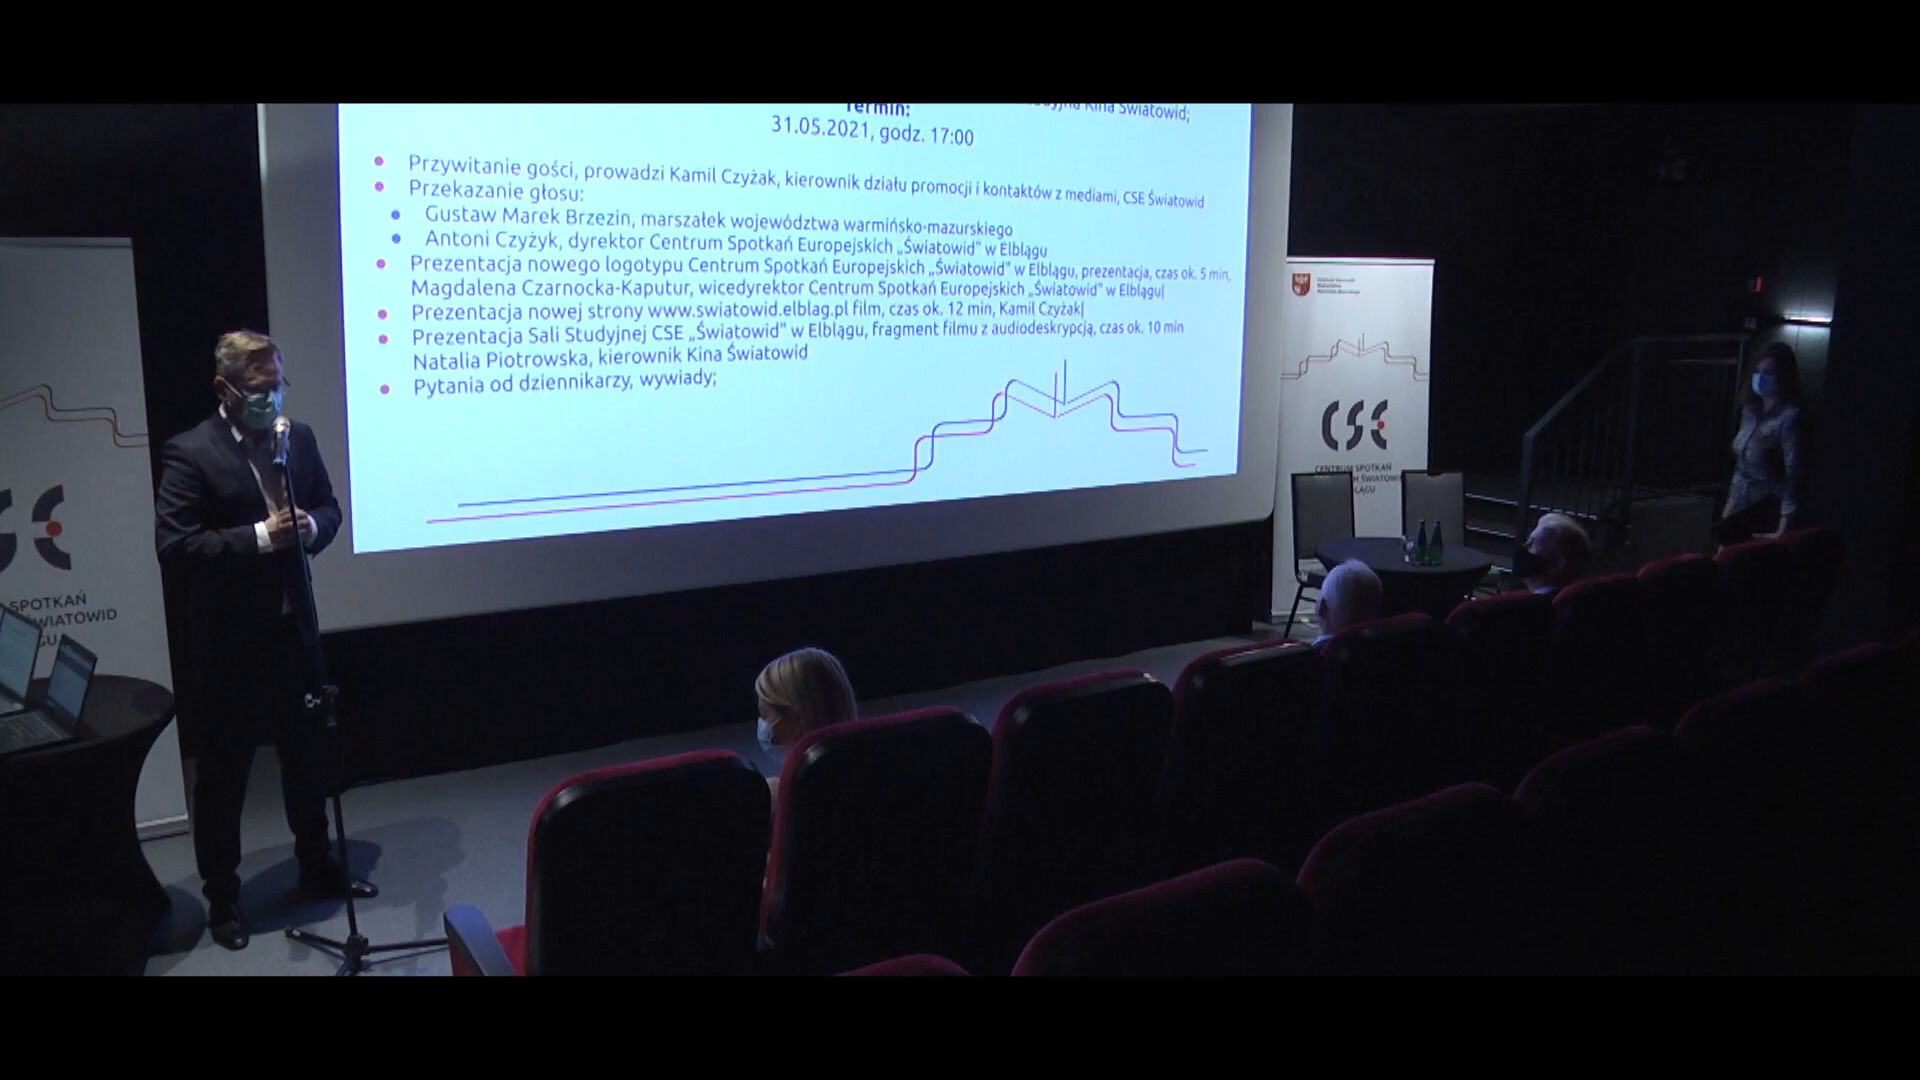 Kina Światowid;
Termin:
31.05.2021, godz. 17:00
Przywitanie gości, prowadzi Kamil Czyżak, kierownik działu promocji i kontaktów z mediami, CSE Światowid
Przekazanie głosu:
Gustaw Marek Brzezin, marszałek województwa warmińsko-mazurskiego
Antoni Czyżyk, dyrektor Centrum Spotkań Europejskich „Światowid" w Elblągu
Prezentacja nowego logotypu Centrum Spotkań Europejskich „Światowid" w Elblągu, prezentacja, czas ok. 5 min,
Magdalena Czarnocka-Kaputur, wicedyrektor Centrum Spotkań Europejskich „Światowid" w Elblągu|
Prezentacja nowej strony www.swiatowid.elblag.pl film, czas ok. 12 min, Kamil Czyżak|
Prezentacja Sali Studyjnej CSE „Światowid" w Elblągu, fragment filmu z audiodeskrypcją, czas ok. 10 min
Natalia Piotrowska, kierownik Kina Światowid
Pytania od dziennikarzy, wywiady;
SPOTKAŃ
ŚWIATOWID
CSE
CENTRUM SPOTKAŃ